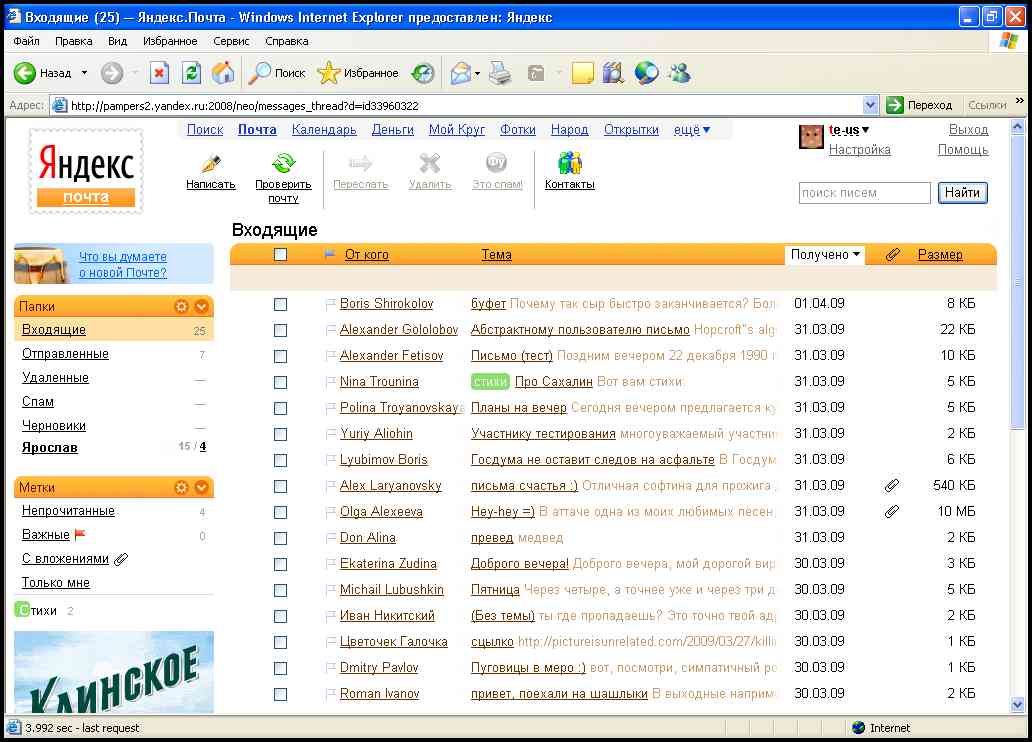 Входящие (25) — Яндекс.Почта - Windows Internet Explorer предоставлен: Яндекс
Файл Правка Вид Избранное Сервис Справка
Назад Поиск Избранное
Адрес: http://pampers2.yandex.ru:2008/neo/messages_thread?d=id33960322 Переход Ссылки »
Поиск Почта Календарь Деньги Мой Круг Фотки Народ Открытки ещё▼
te-us▼ Выход
Настройка Помощь
Яндекс
почта
Написать Проверить почту Переслать Удалить Фу Это спам! Контакты
поиск писем Найти
Входящие
Что вы думаете
о новой Почте?
От кого Тема Получено▼ Размер
Папки
Входящие 25
Отправленные 7
Удаленные —
Спам —
Черновики —
Ярослав 15 / 4
Метки
Непрочитанные 4
Важные 0
С вложениями
Только мне
Стихи 2
КЛИНСКОЕ
Boris Shirokolov буфет Почему так сыр быстро заканчивается? Бол 01.04.09 8 КБ
Alexander Gololobov Абстрактному пользователю письмо Hopcroft"s alg 31.03.09 22 КБ
Alexander Fetisov Письмо (тест) Поздним вечером 22 декабря 1990 г 31.03.09 10 КБ
Nina Trounina стихи Про Сахалин Вот вам стихи: 31.03.09 5 КБ
Polina Troyanovskaya Планы на вечер Сегодня вечером предлагается ку 31.03.09 5 КБ
Yuriy Aliohin Участнику тестирования многоуважаемый участни 31.03.09 2 КБ
Lyubimov Boris Госдума не оставит следов на асфальте В Госдум 31.03.09 6 КБ
Alex Laryanovsky письма счастья :) Отличная софтина для прожига 31.03.09 540 КБ
Olga Alexeeva Hey-hey =) В аттаче одна из моих любимых песен 31.03.09 10 МБ
Don Alina превед медвед 31.03.09 2 КБ
Ekaterina Zudina Доброго вечера! Доброго вечера, мой дорогой вир 30.03.09 3 КБ
Michail Lubushkin Пятница Через четыре, а точнее уже и через три д 30.03.09 5 КБ
Иван Никитский (Без темы) ты где пропадаешь? Это точно твой ад 30.03.09 2 КБ
Цветочек Галочка сцылко http://pictureisunrelated.com/2009/03/27/killi 30.03.09 1 КБ
Dmitry Pavlov Пуговицы в меро :) вот, посмотри, симпатичный ро 30.03.09 1 КБ
Roman Ivanov привет, поехали на шашлыки В выходные наприм 30.03.09 2 КБ
3.992 sec - last request Internet